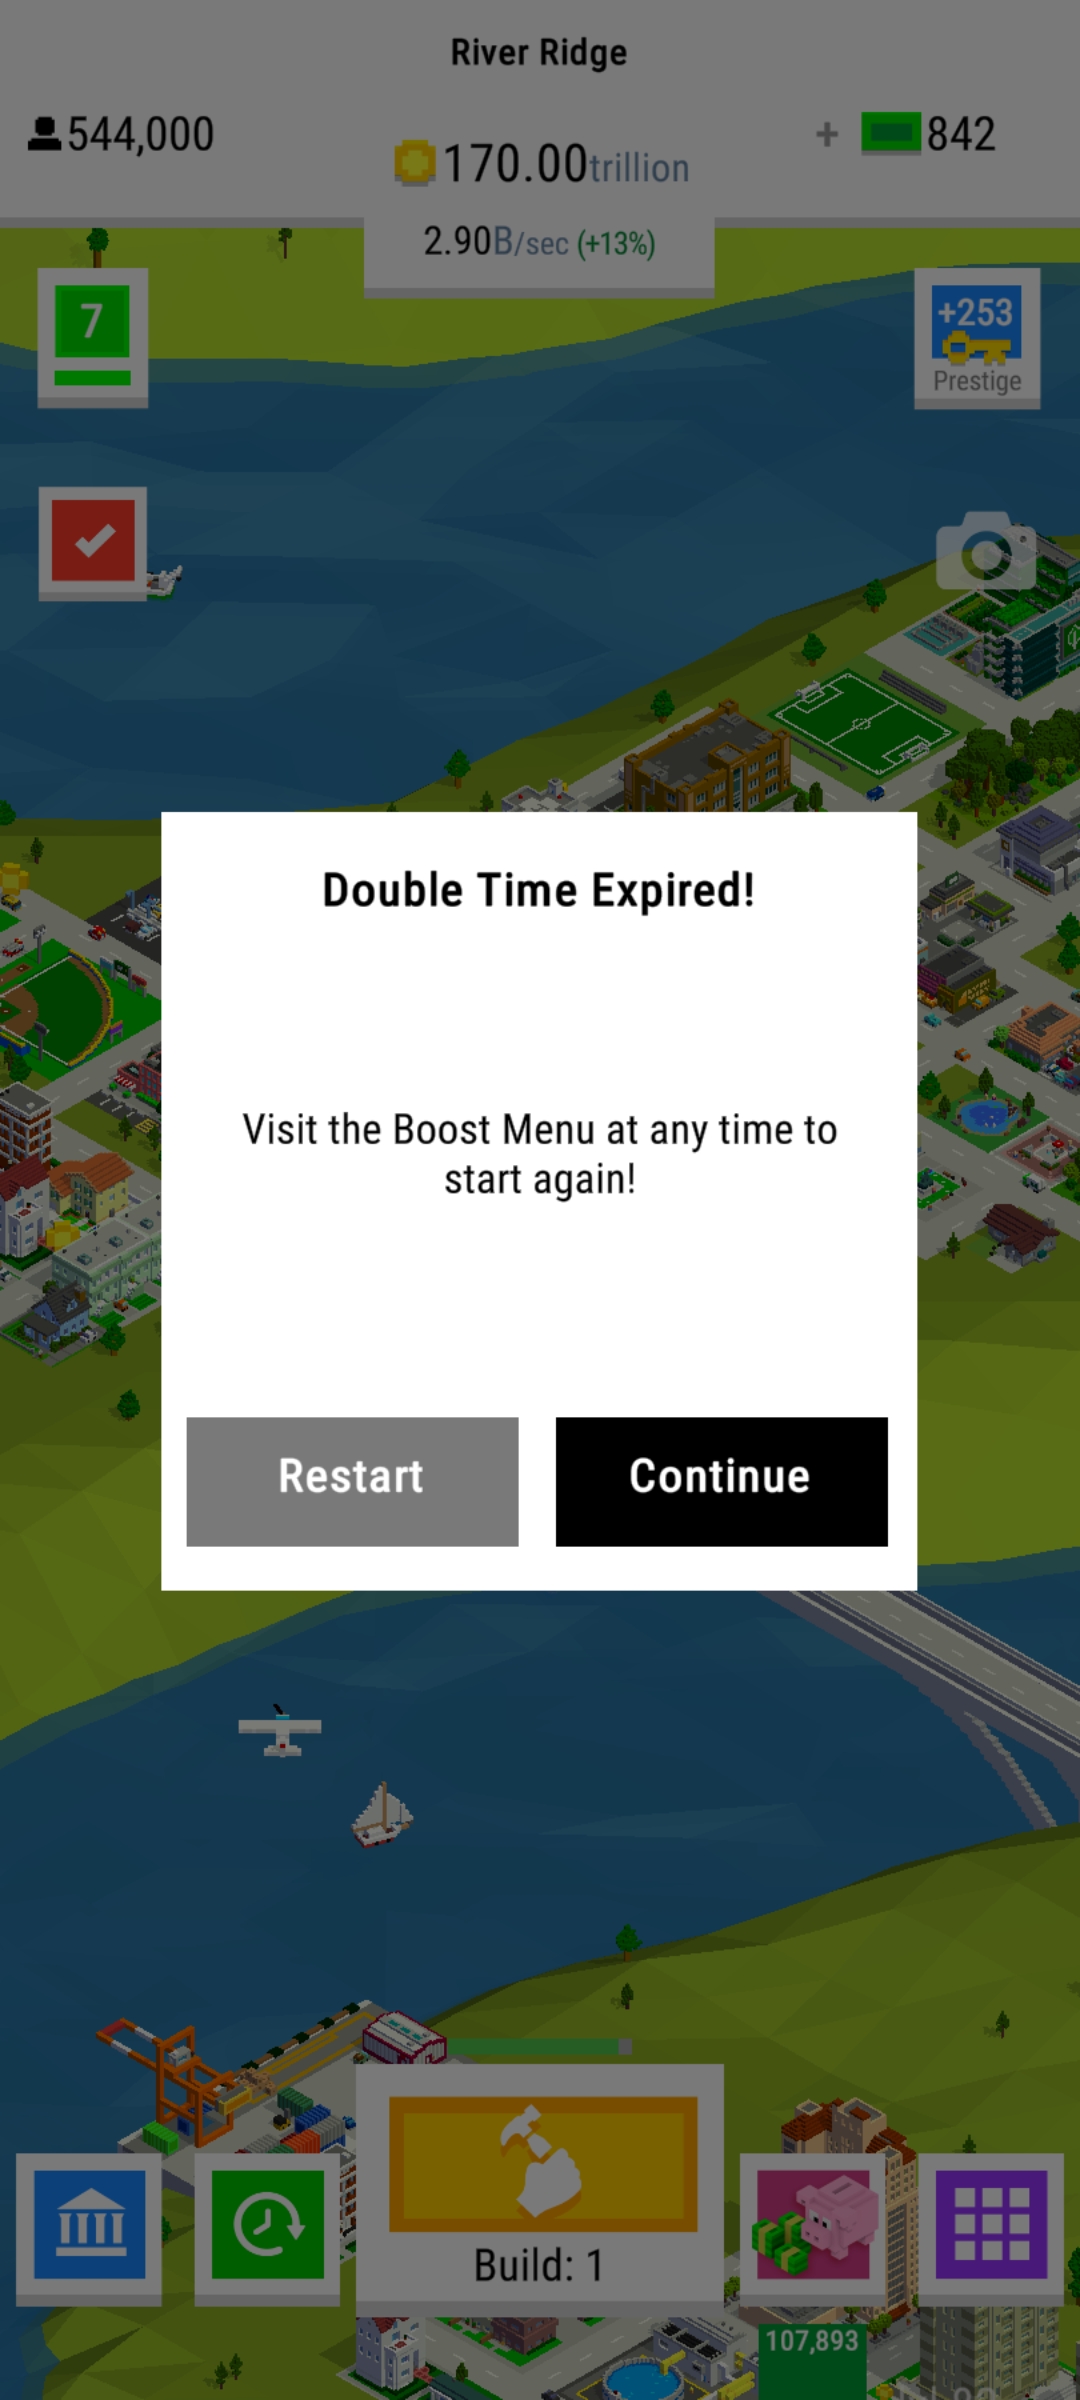 River Ridge
544,000
170.00trillion
+ 842
2.90B/sec (+13%)
7
+253
Prestige
Double Time Expired!
Visit the Boost Menu at any time to
start again!
Restart
Continue
Build: 1
107,893